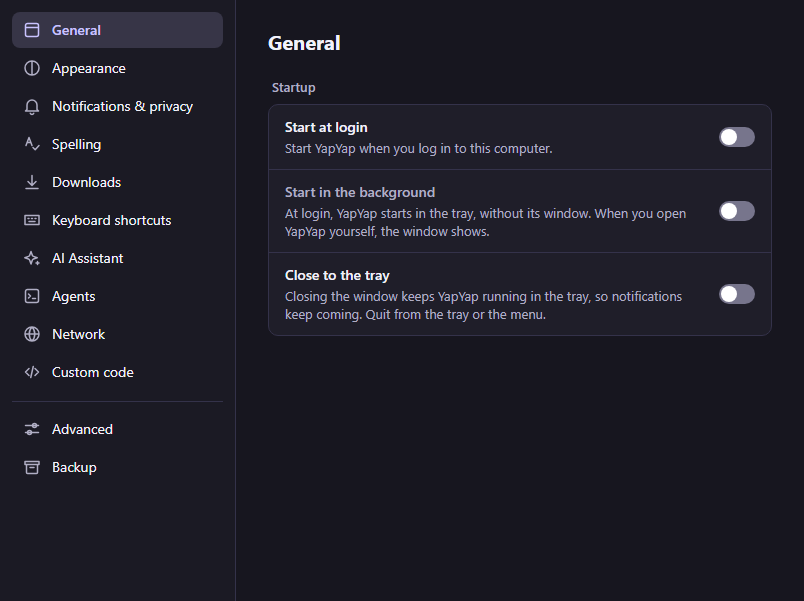 General
Appearance
Notifications & privacy
Spelling
Downloads
Keyboard shortcuts
AI Assistant
Agents
Network
Custom code
Advanced
Backup
General
Startup
Start at login
Start YapYap when you log in to this computer.
Start in the background
At login, YapYap starts in the tray, without its window. When you open
YapYap yourself, the window shows.
Close to the tray
Closing the window keeps YapYap running in the tray, so notifications
keep coming. Quit from the tray or the menu.